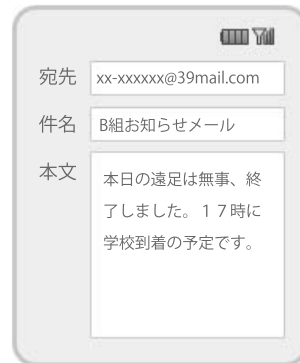 宛先 xx-xxxxxx@39mail.com
件名 B組お知らせメール
本文 本日の遠足は無事、終
了しました。１７時に
学校到着の予定です。